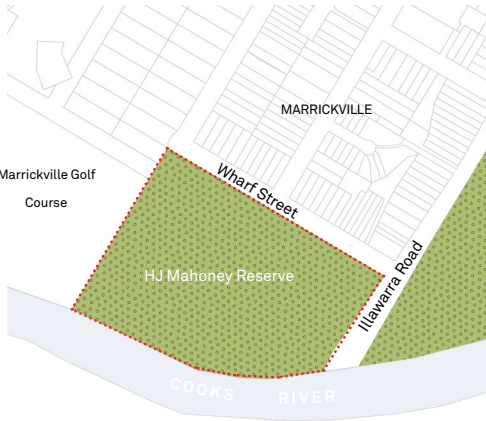 MARRICKVILLE
Marrickville Golf
Course
Wharf Street
HJ Mahoney Reserve
Illawarra Road
COOKS RIVER